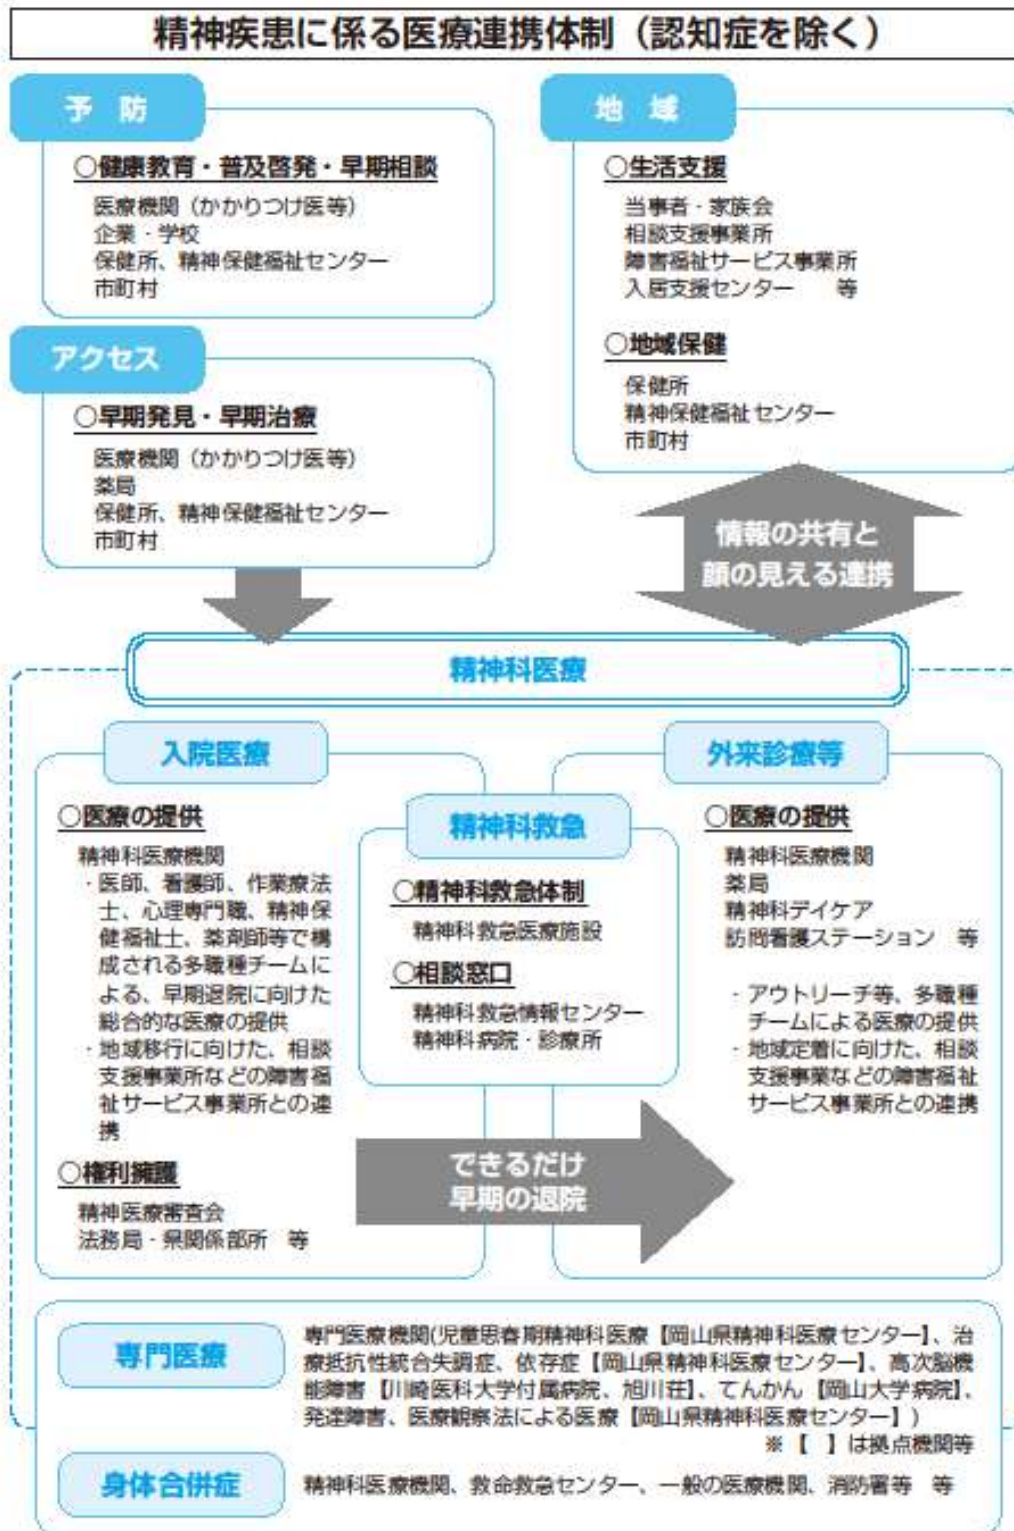 精神疾患に係る医療連携体制（認知症を除く）
予 防
○健康教育・普及啓発・早期相談
医療機関（かかりつけ医等）
企業・学校
保健所、精神保健福祉センター
市町村
アクセス
○早期発見・早期治療
医療機関（かかりつけ医等）
薬局
保健所、精神保健福祉センター
市町村
地 域
○生活支援
当事者・家族会
相談支援事業所
障害福祉サービス事業所
入居支援センター　等
○地域保健
保健所
精神保健福祉センター
市町村
情報の共有と
顔の見える連携
精神科医療
入院医療
○医療の提供
精神科医療機関
・医師、看護師、作業療法
士、心理専門職、精神保
健福祉士、薬剤師等で構
成される多職種チームに
よる、早期退院に向けた
総合的な医療の提供
・地域移行に向けた、相談
支援事業所などの障害福
祉サービス事業所との連
携
○権利擁護
精神医療審査会
法務局・県関係部所　等
精神科救急
○精神科救急体制
精神科救急医療施設
○相談窓口
精神科救急情報センター
精神科病院・診療所
外来診療等
○医療の提供
精神科医療機関
薬局
精神科デイケア
訪問看護ステーション　等
・アウトリーチ等、多職種
チームによる医療の提供
・地域定着に向けた、相談
支援事業などの障害福祉
サービス事業所との連携
できるだけ
早期の退院
専門医療
専門医療機関(児童思春期精神科医療【岡山県精神科医療センター】、治
療抵抗性統合失調症、依存症【岡山県精神科医療センター】、高次脳機
能障害【川崎医科大学付属病院、旭川荘】、てんかん【岡山大学病院】、
発達障害、医療観察法による医療【岡山県精神科医療センター】)
※【　】は拠点機関等
身体合併症
精神科医療機関、救命救急センター、一般の医療機関、消防署等　等